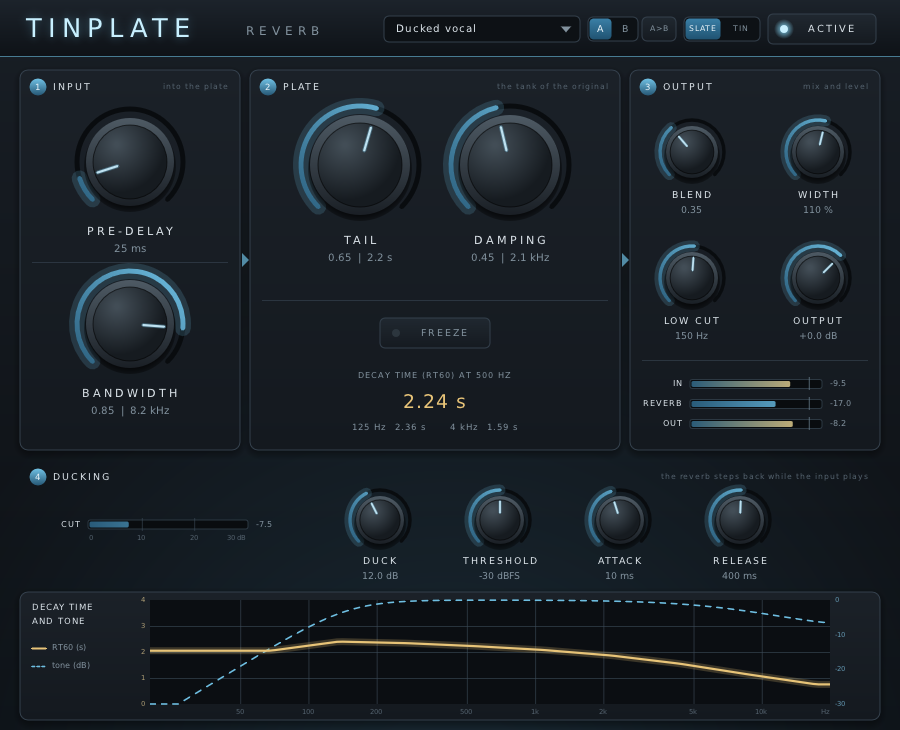 TINPLATE REVERB Ducked vocal A B A>B SLATE TIN ACTIVE
1 INPUT into the plate
PRE-DELAY
25 ms
BANDWIDTH
0.85 | 8.2 kHz
2 PLATE the tank of the original
TAIL DAMPING
0.65 | 2.2 s 0.45 | 2.1 kHz
FREEZE
DECAY TIME (RT60) AT 500 HZ
2.24 s
125 Hz 2.36 s 4 kHz 1.59 s
3 OUTPUT mix and level
BLEND WIDTH
0.35 110 %
LOW CUT OUTPUT
150 Hz +0.0 dB
IN -9.5
REVERB -17.0
OUT -8.2
4 DUCKING the reverb steps back while the input plays
CUT -7.5
0 10 20 30 dB
DUCK THRESHOLD ATTACK RELEASE
12.0 dB -30 dBFS 10 ms 400 ms
DECAY TIME
AND TONE
RT60 (s)
tone (dB)
4 0
3 -10
2 -20
1
0 -30
50 100 200 500 1k 2k 5k 10k Hz